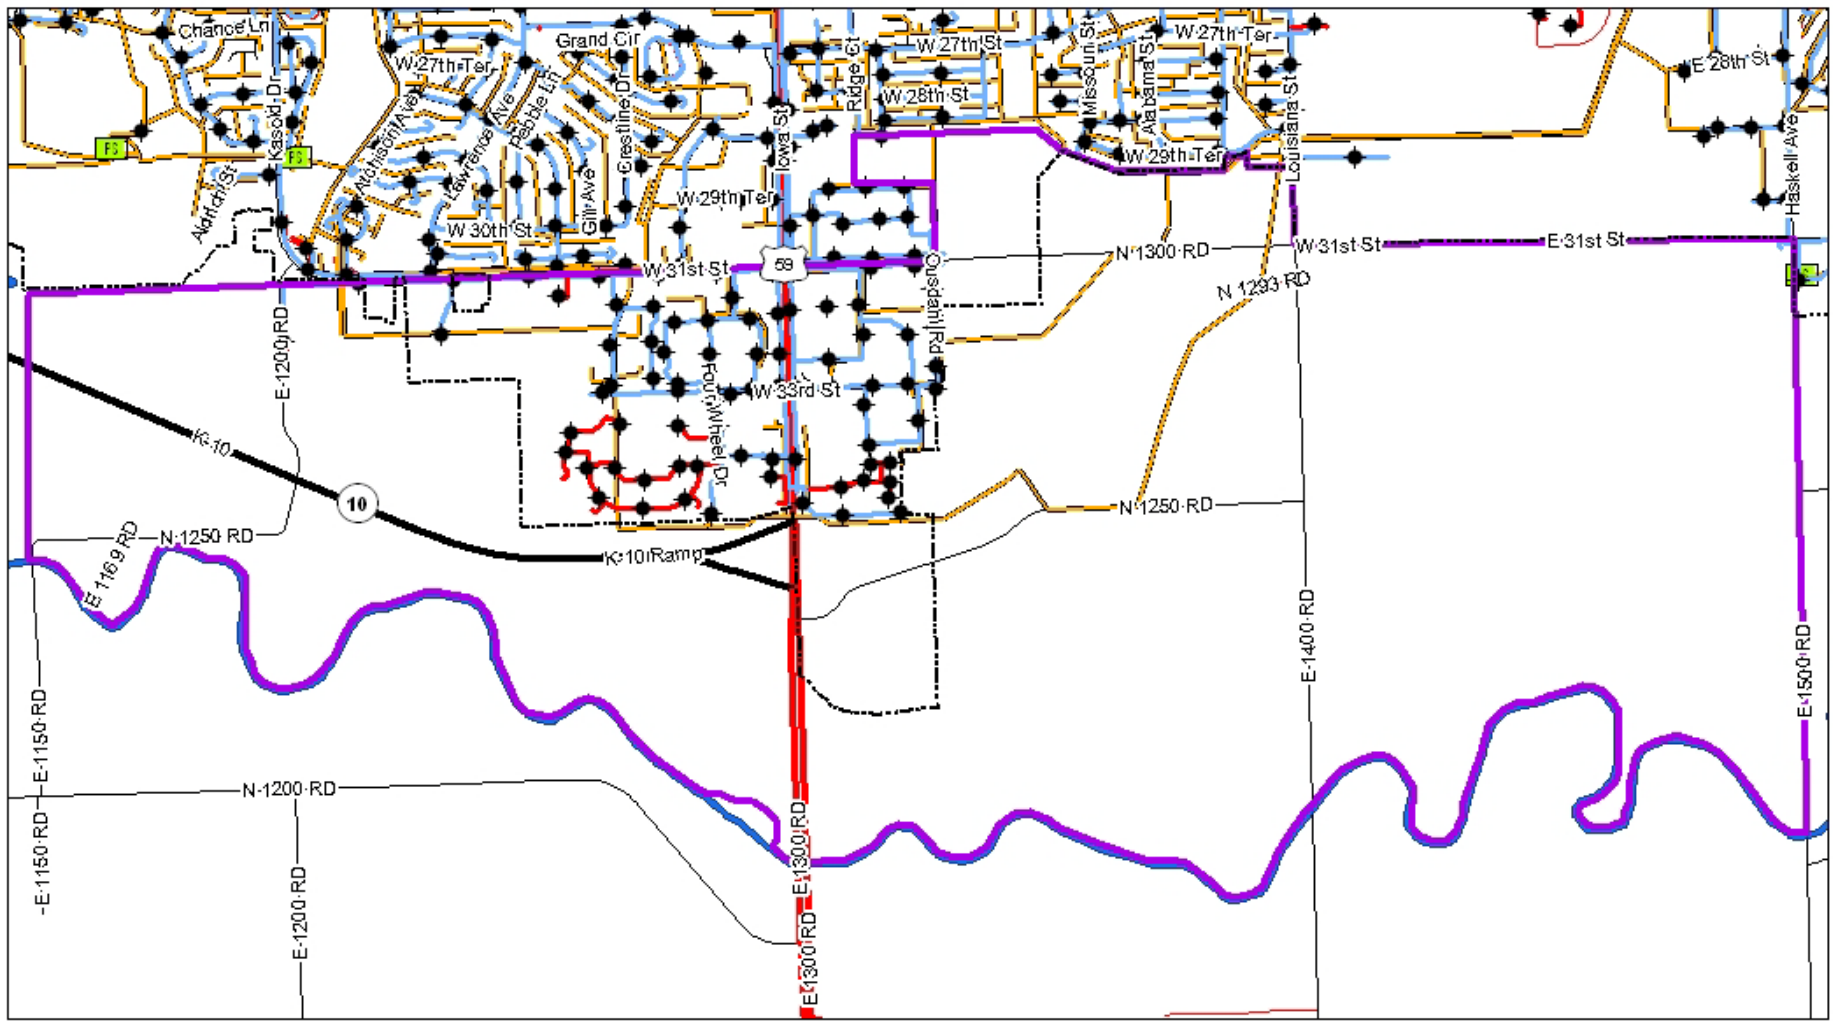 Chance Ln
Grand Cir
W 27th St
W 27th Ter
W 27th Ter
E 28th St
W 28th St
Kasold Dr
Atchison Ave
Lawrence Ave
Pebble Ln
Crestline Dr
Iowa St
Ridge Ct
Missouri St
Alabama St
Louisiana St
Haskell Ave
FS
FS
Aldrich St
Gill Ave
W 29th Ter
W 29th Ter
W 30th St
W 31st St
59
Ousdahl Rd
N 1300 RD
W 31st St
E 31st St
N 1293 RD
E 1200 RD
Four Wheel Dr
W 33rd St
K-10
10
N 1250 RD
N 1250 RD
E 1169 RD
K-10 Ramp
E 1400 RD
E 1500 RD
E 1150 RD
N 1200 RD
E 1150 RD
E 1200 RD
E 1300 RD
E 1300 RD